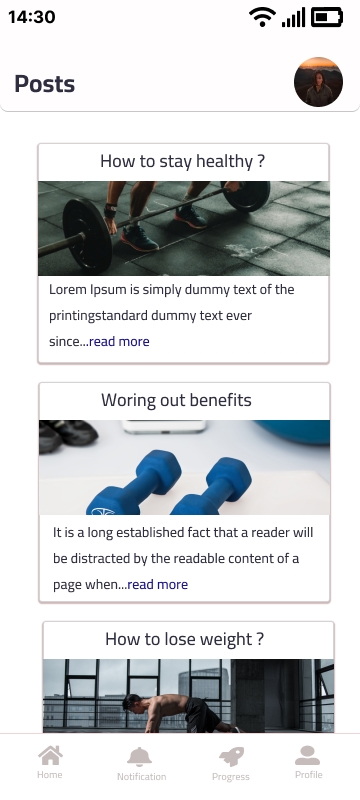 14:30
Posts
How to stay healthy ?
Lorem Ipsum is simply dummy text of the
printingstandard dummy text ever
since...read more
Woring out benefits
It is a long established fact that a reader will
be distracted by the readable content of a
page when...read more
How to lose weight ?
Home
Notification
Progress
Profile